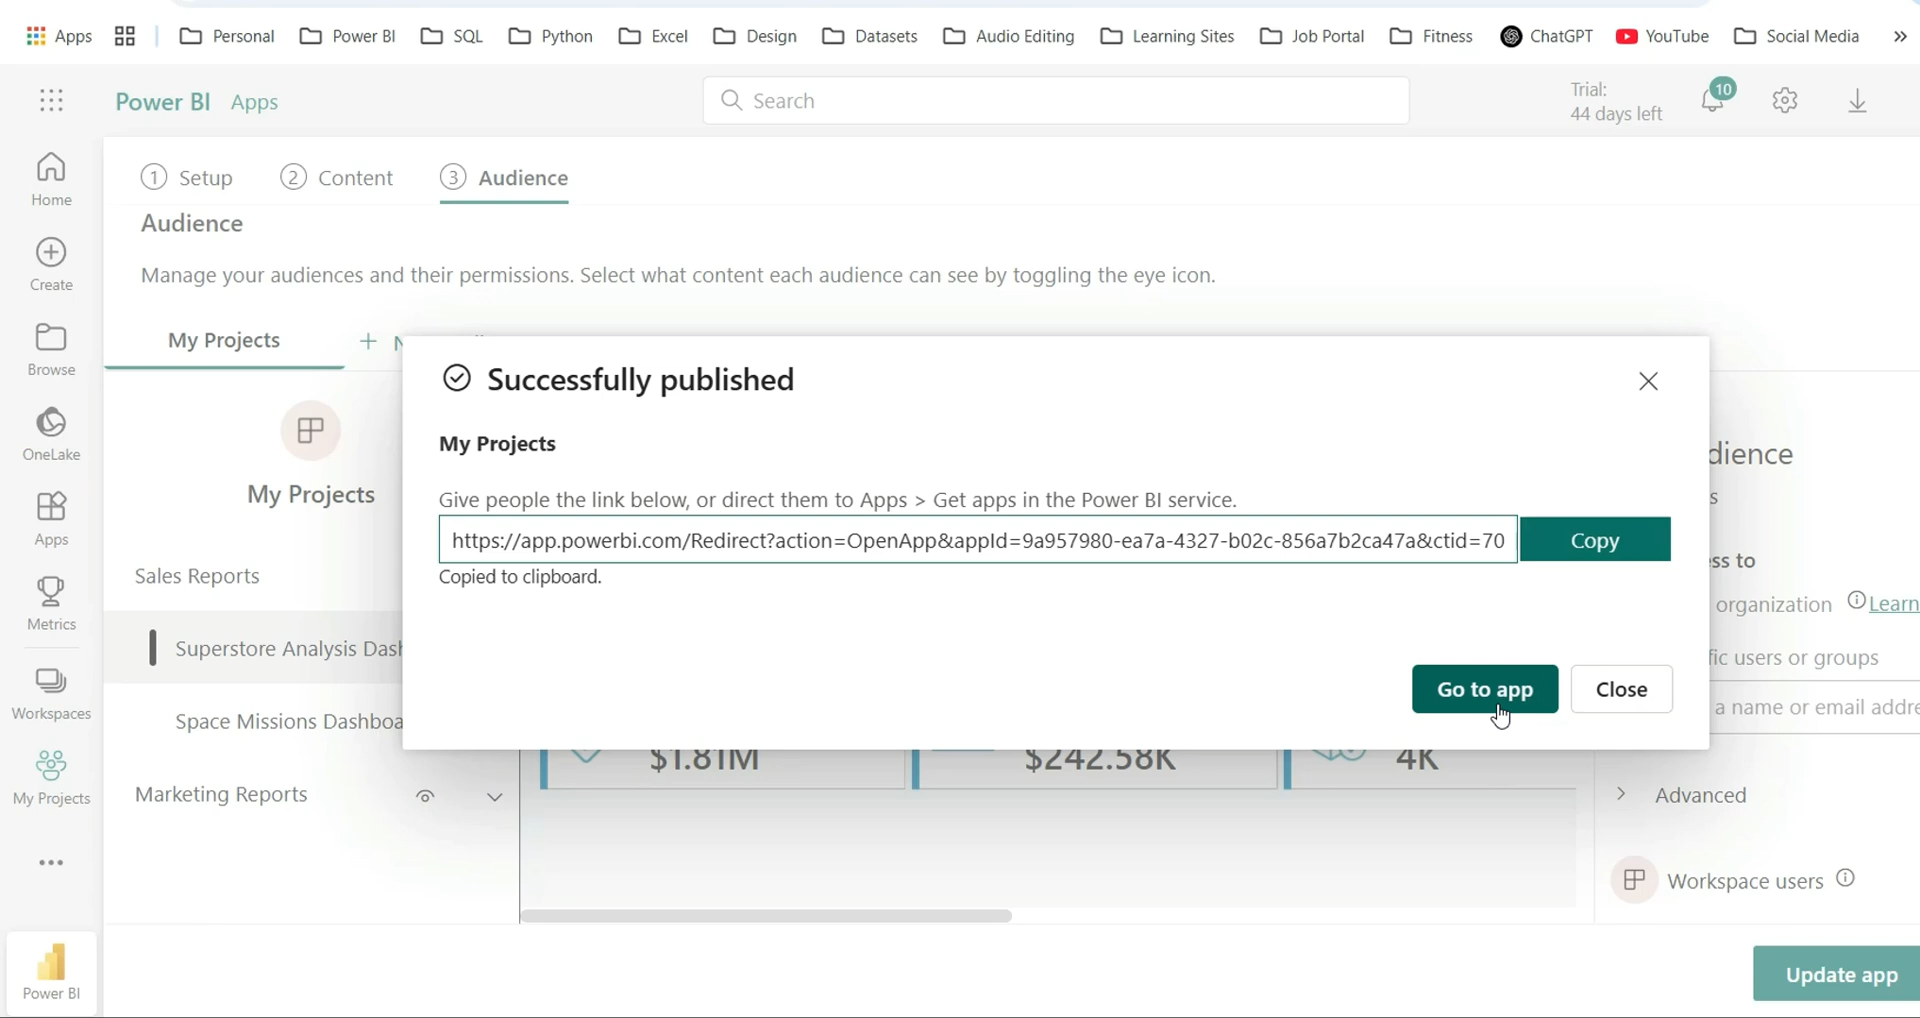 Apps
Personal
Power BI
SQL
Python
Excel
Design
Datasets
Audio Editing
Learning Sites
Job Portal
Fitness
ChatGPT
YouTube
Social Media
»
Power BI Apps
Search
Trial:
44 days left
10
Home
Create
Browse
OneLake
Apps
Metrics
Workspaces
My Projects
Power BI
1 Setup
2 Content
3 Audience
Audience
Manage your audiences and their permissions. Select what content each audience can see by toggling the eye icon.
My Projects
+ N
My Projects
Sales Reports
Superstore Analysis Dash
Space Missions Dashboa
Marketing Reports
Successfully published
My Projects
Give people the link below, or direct them to Apps > Get apps in the Power BI service.
https://app.powerbi.com/Redirect?action=OpenApp&appId=9a957980-ea7a-4327-b02c-856a7b2ca47a&ctid=70
Copy
Copied to clipboard.
Go to app
Close
$1.81M
$242.58K
4K
dience
s
ss to
organization
Learn
fic users or groups
a name or email addre
Advanced
Workspace users
Update app